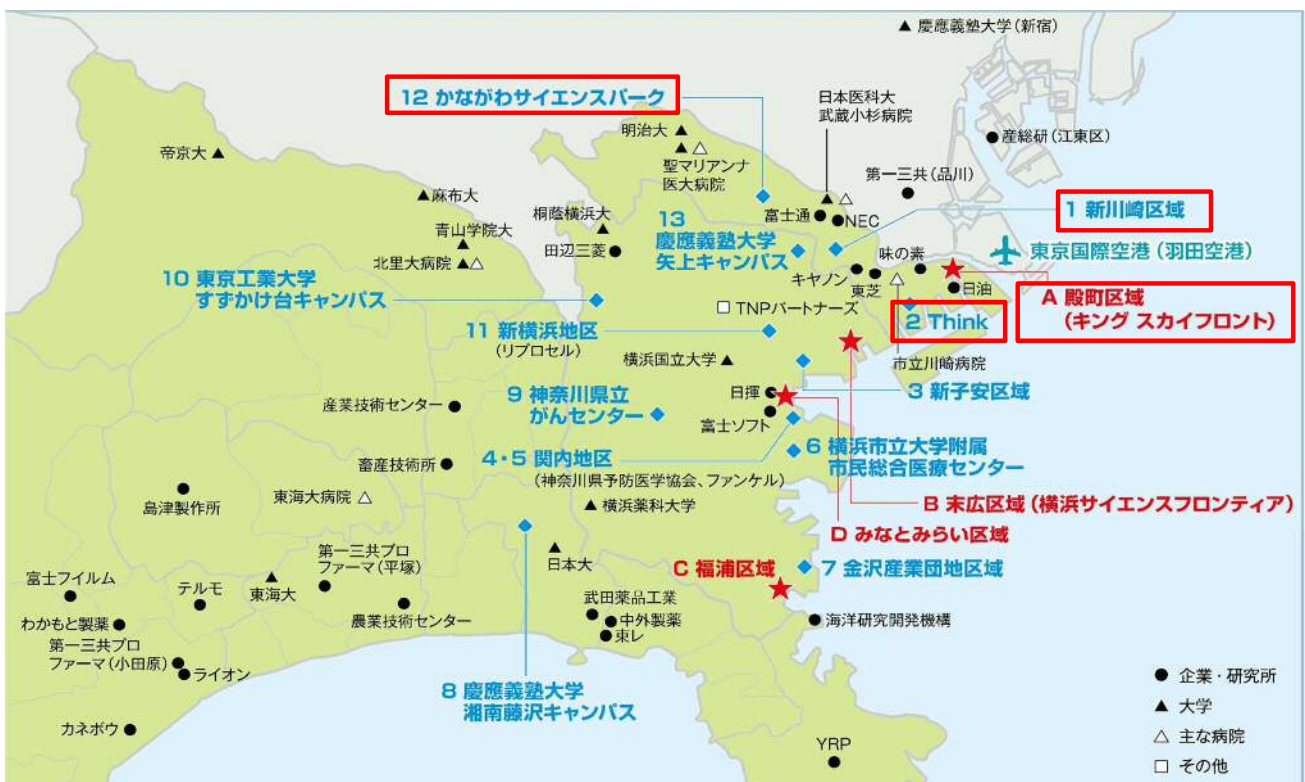 ▲ 慶應義塾大学(新宿)
12 かながわサイエンスパーク
日本医科大
武蔵小杉病院
明治大 ▲
● 産総研(江東区)
帝京大 ▲
▲ △
聖マリアンナ
医大病院
第一三共(品川)
▲麻布大
桐蔭横浜大
富士通 ●
●NEC
1 新川崎区域
青山学院大
田辺三菱 ●
13
慶應義塾大学
矢上キャンパス
味の素
東京国際空港(羽田空港)
北里大病院 ▲△
10 東京工業大学
すずかけ台キャンパス
キヤノン
東芝
日油
A 殿町区域
(キング スカイフロント)
□ TNPパートナーズ
2 Think
11 新横浜地区
(リプロセル)
横浜国立大学 ▲
市立川崎病院
9 神奈川県立
がんセンター
日揮
3 新子安区域
産業技術センター ●
富士ソフト
4・5 関内地区
(神奈川県予防医学協会、ファンケル)
6 横浜市立大学附属
市民総合医療センター
畜産技術所 ●
東海大病院 △
島津製作所
▲ 横浜薬科大学
B 末広区域(横浜サイエンスフロンティア)
D みなとみらい区域
第一三共プロ
ファーマ(平塚)
日本大
C 福浦区域
7 金沢産業団地区域
富士フイルム
テルモ
東海大
農業技術センター
武田薬品工業
●中外製薬
●東レ
● 海洋研究開発機構
わかもと製薬 ●
第一三共プロ
ファーマ(小田原)
ライオン
8 慶應義塾大学
湘南藤沢キャンパス
カネボウ ●
YRP
● 企業・研究所
▲ 大学
△ 主な病院
□ その他